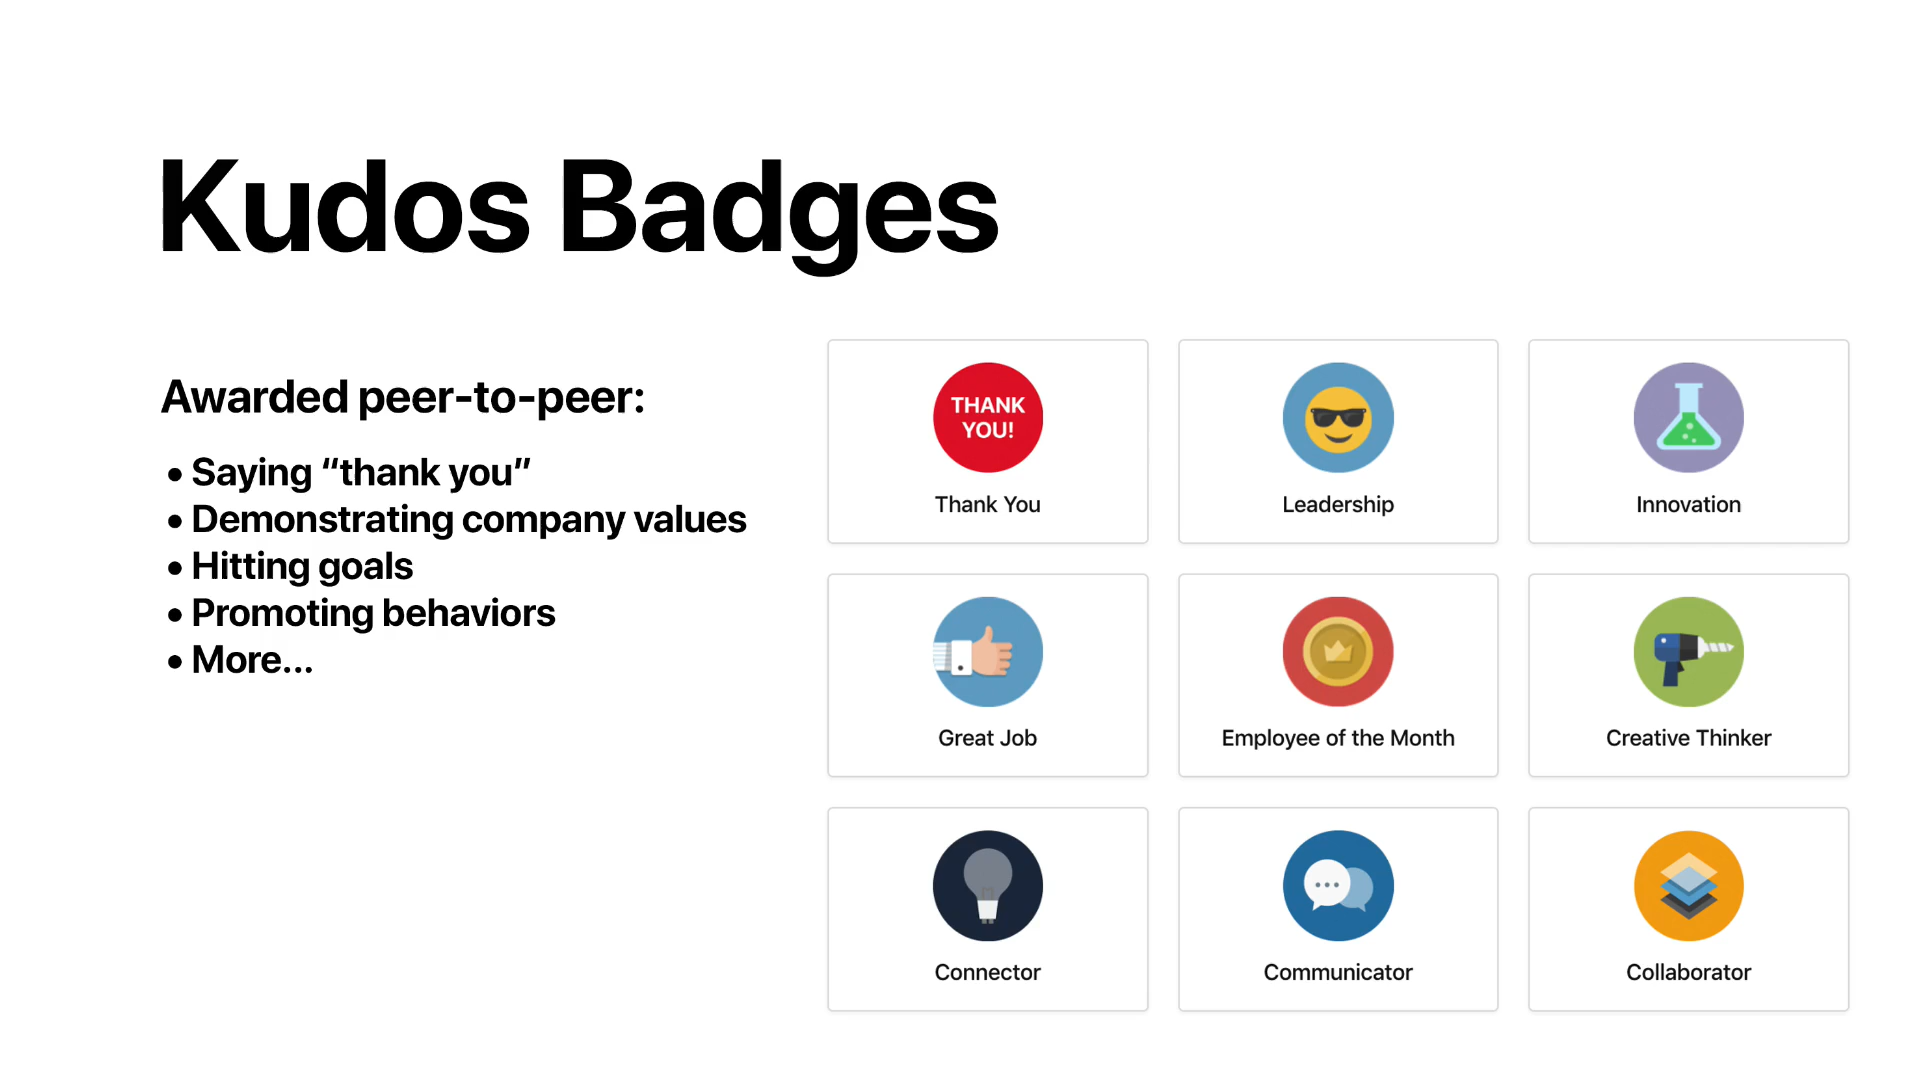 Kudos Badges
Awarded peer-to-peer:
• Saying “thank you”
• Demonstrating company values
• Hitting goals
• Promoting behaviors
• More...
THANK
YOU!
Thank You
Leadership
Innovation
Great Job
Employee of the Month
Creative Thinker
Connector
Communicator
Collaborator